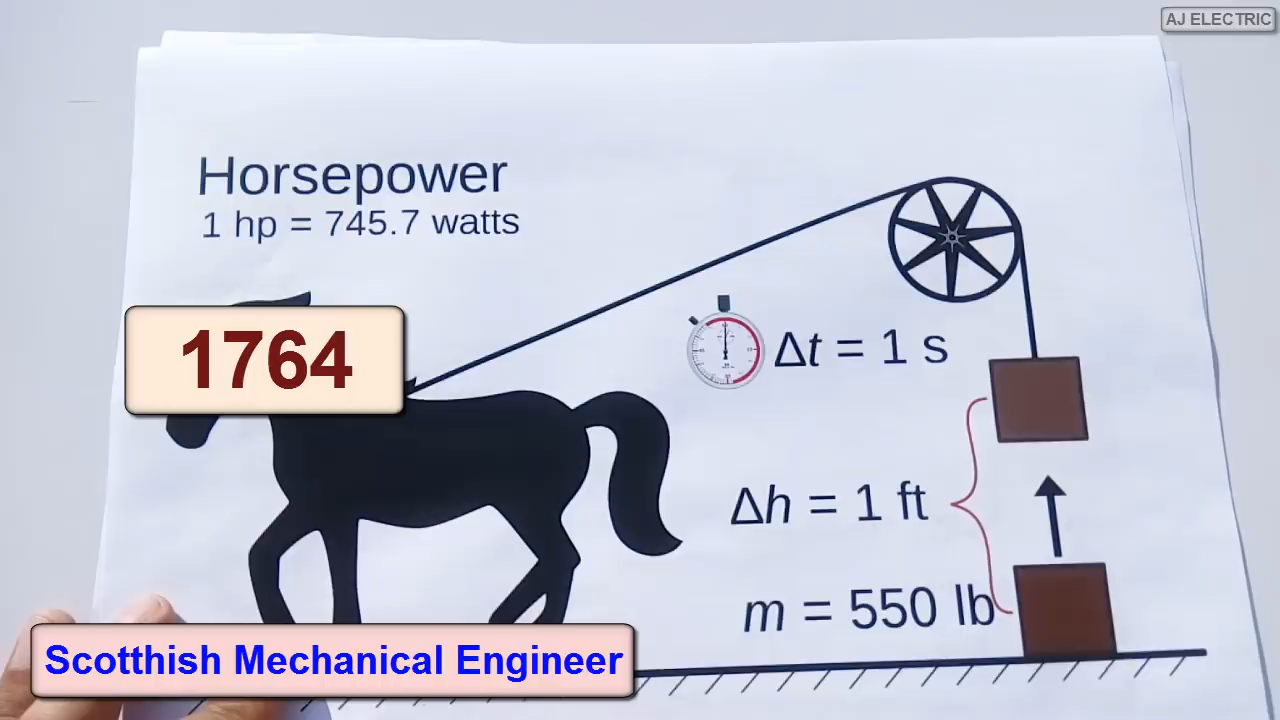 AJ ELECTRIC
Horsepower
1 hp = 745.7 watts
1764
Δt = 1 s
Δh = 1 ft
m = 550 lb
Scotthish Mechanical Engineer